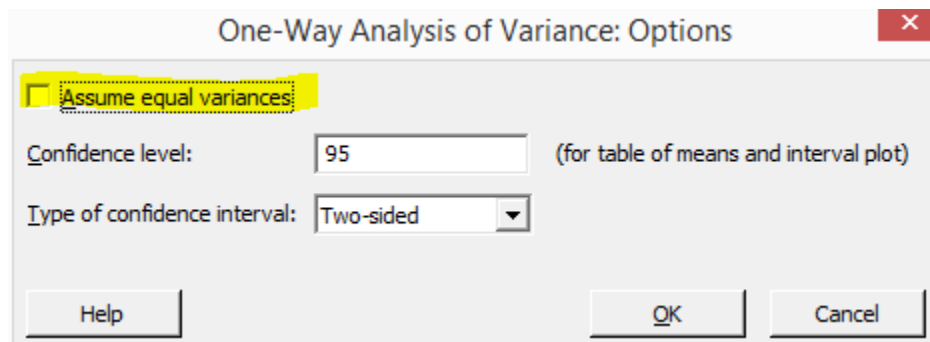 One-Way Analysis of Variance: Options
Assume equal variances
Confidence level: 95 (for table of means and interval plot)
Type of confidence interval: Two-sided
Help OK Cancel